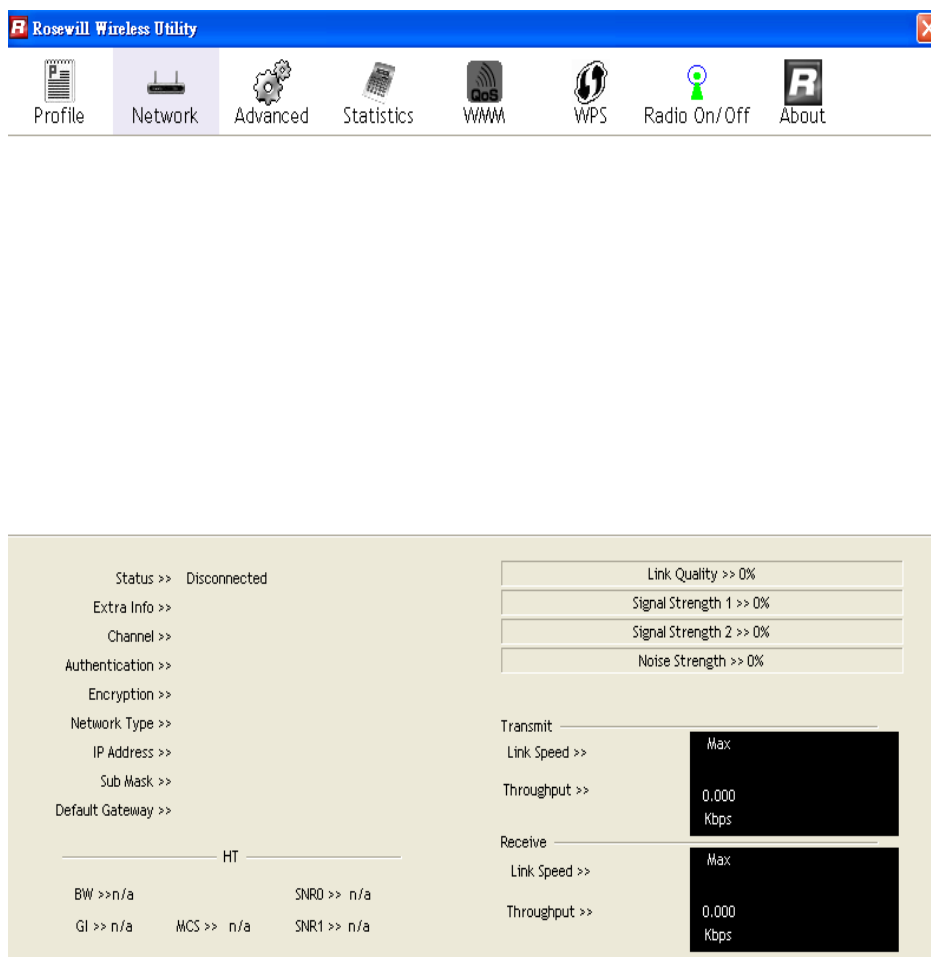 R Rosewill Wireless Utility
P QoS R
Profile Network Advanced Statistics WMM WPS Radio On/Off About
Status >> Disconnected
Extra Info >>
Channel >>
Authentication >>
Encryption >>
Network Type >>
IP Address >>
Sub Mask >>
Default Gateway >>
HT
BW >>n/a SNR0 >> n/a
GI >> n/a MCS >> n/a SNR1 >> n/a
Link Quality >> 0%
Signal Strength 1 >> 0%
Signal Strength 2 >> 0%
Noise Strength >> 0%
Transmit
Link Speed >> Max
Throughput >> 0.000
Kbps
Receive
Link Speed >> Max
Throughput >> 0.000
Kbps